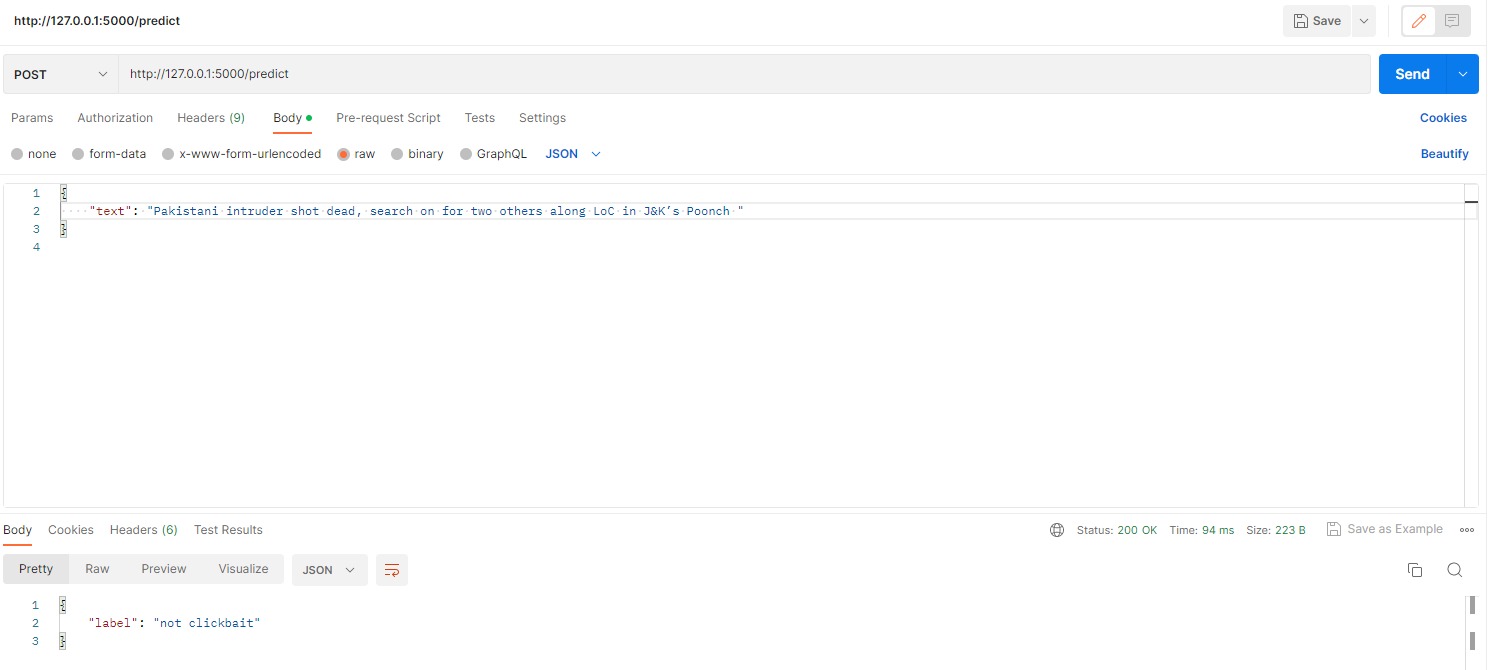 http://127.0.0.1:5000/predict Save
POST http://127.0.0.1:5000/predict Send
Params Authorization Headers (9) Body Pre-request Script Tests Settings Cookies
none form-data x-www-form-urlencoded raw binary GraphQL JSON Beautify
1 {
2 "text": "Pakistani intruder shot dead, search on for two others along LoC in J&K’s Poonch "
3 }
4
Body Cookies Headers (6) Test Results Status: 200 OK Time: 94 ms Size: 223 B Save as Example
Pretty Raw Preview Visualize JSON
1 {
2 "label": "not clickbait"
3 }